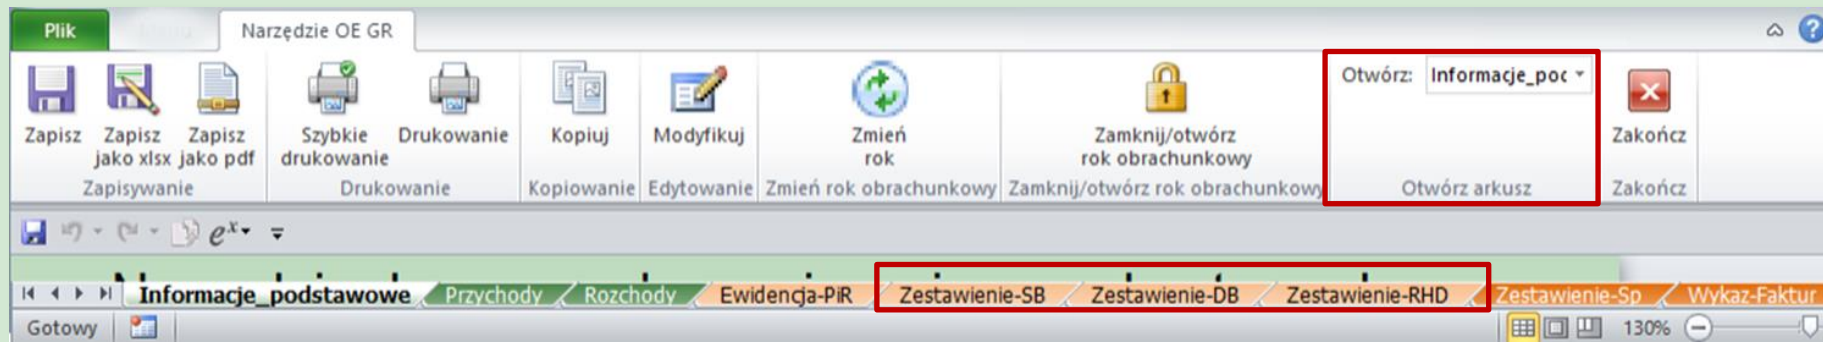 Plik Narzędzie OE GR
Otwórz: Informacje_poc
Zapisz Zapisz jako xlsx Zapisz jako pdf Szybkie drukowanie Drukowanie Kopiuj Modyfikuj Zmień rok Zamknij/otwórz rok obrachunkowy Zakończ
Zapisywanie Drukowanie Kopiowanie Edytowanie Zmień rok obrachunkowy Zamknij/otwórz rok obrachunkowy Otwórz arkusz Zakończ
eˣ
Informacje_podstawowe Przychody Rozchody Ewidencja-PiR Zestawienie-SB Zestawienie-DB Zestawienie-RHD Zestawienie-Sp Wykaz-Faktur
Gotowy 130%